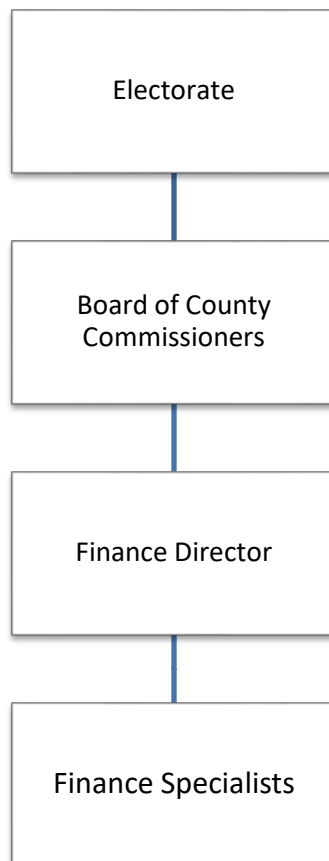 Electorate
Board of County
Commissioners
Finance Director
Finance Specialists